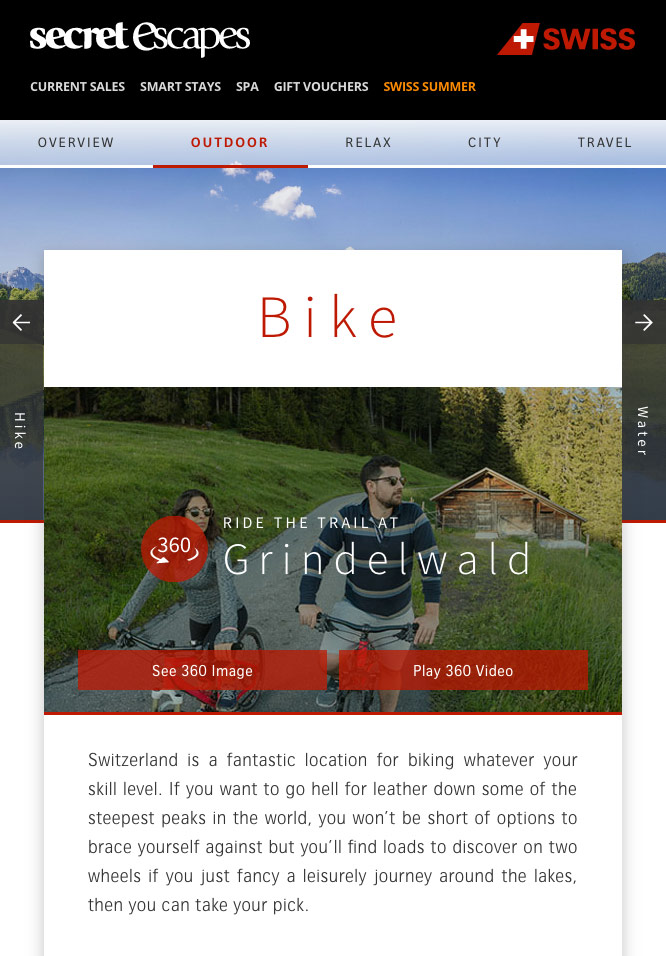 secret escapes
SWISS
CURRENT SALES SMART STAYS SPA GIFT VOUCHERS SWISS SUMMER
OVERVIEW OUTDOOR RELAX CITY TRAVEL
Bike
Hike
Water
RIDE THE TRAIL AT
360
Grindelwald
See 360 Image Play 360 Video
Switzerland is a fantastic location for biking whatever your
skill level. If you want to go hell for leather down some of the
steepest peaks in the world, you won’t be short of options to
brace yourself against but you’ll find loads to discover on two
wheels if you just fancy a leisurely journey around the lakes,
then you can take your pick.